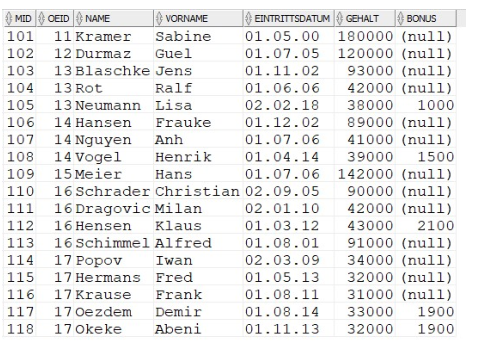 MID OEID NAME VORNAME EINTRITTSDATUM GEHALT BONUS
101 11 Kramer Sabine 01.05.00 180000 (null)
102 12 Durmaz Guel 01.07.05 120000 (null)
103 13 Blaschke Jens 01.11.02 93000 (null)
104 13 Rot Ralf 01.06.06 42000 (null)
105 13 Neumann Lisa 02.02.18 38000 1000
106 14 Hansen Frauke 01.12.02 89000 (null)
107 14 Nguyen Anh 01.07.06 41000 (null)
108 14 Vogel Henrik 01.04.14 39000 1500
109 15 Meier Hans 01.07.06 142000 (null)
110 16 Schrader Christian 02.09.05 90000 (null)
111 16 Dragovic Milan 02.01.10 42000 (null)
112 16 Hensen Klaus 01.03.12 43000 2100
113 16 Schimmel Alfred 01.08.01 91000 (null)
114 17 Popov Iwan 02.03.09 34000 (null)
115 17 Hermans Fred 01.05.13 32000 (null)
116 17 Krause Frank 01.08.11 31000 (null)
117 17 Oezdem Demir 01.08.14 33000 1900
118 17 Okeke Abeni 01.11.13 32000 1900